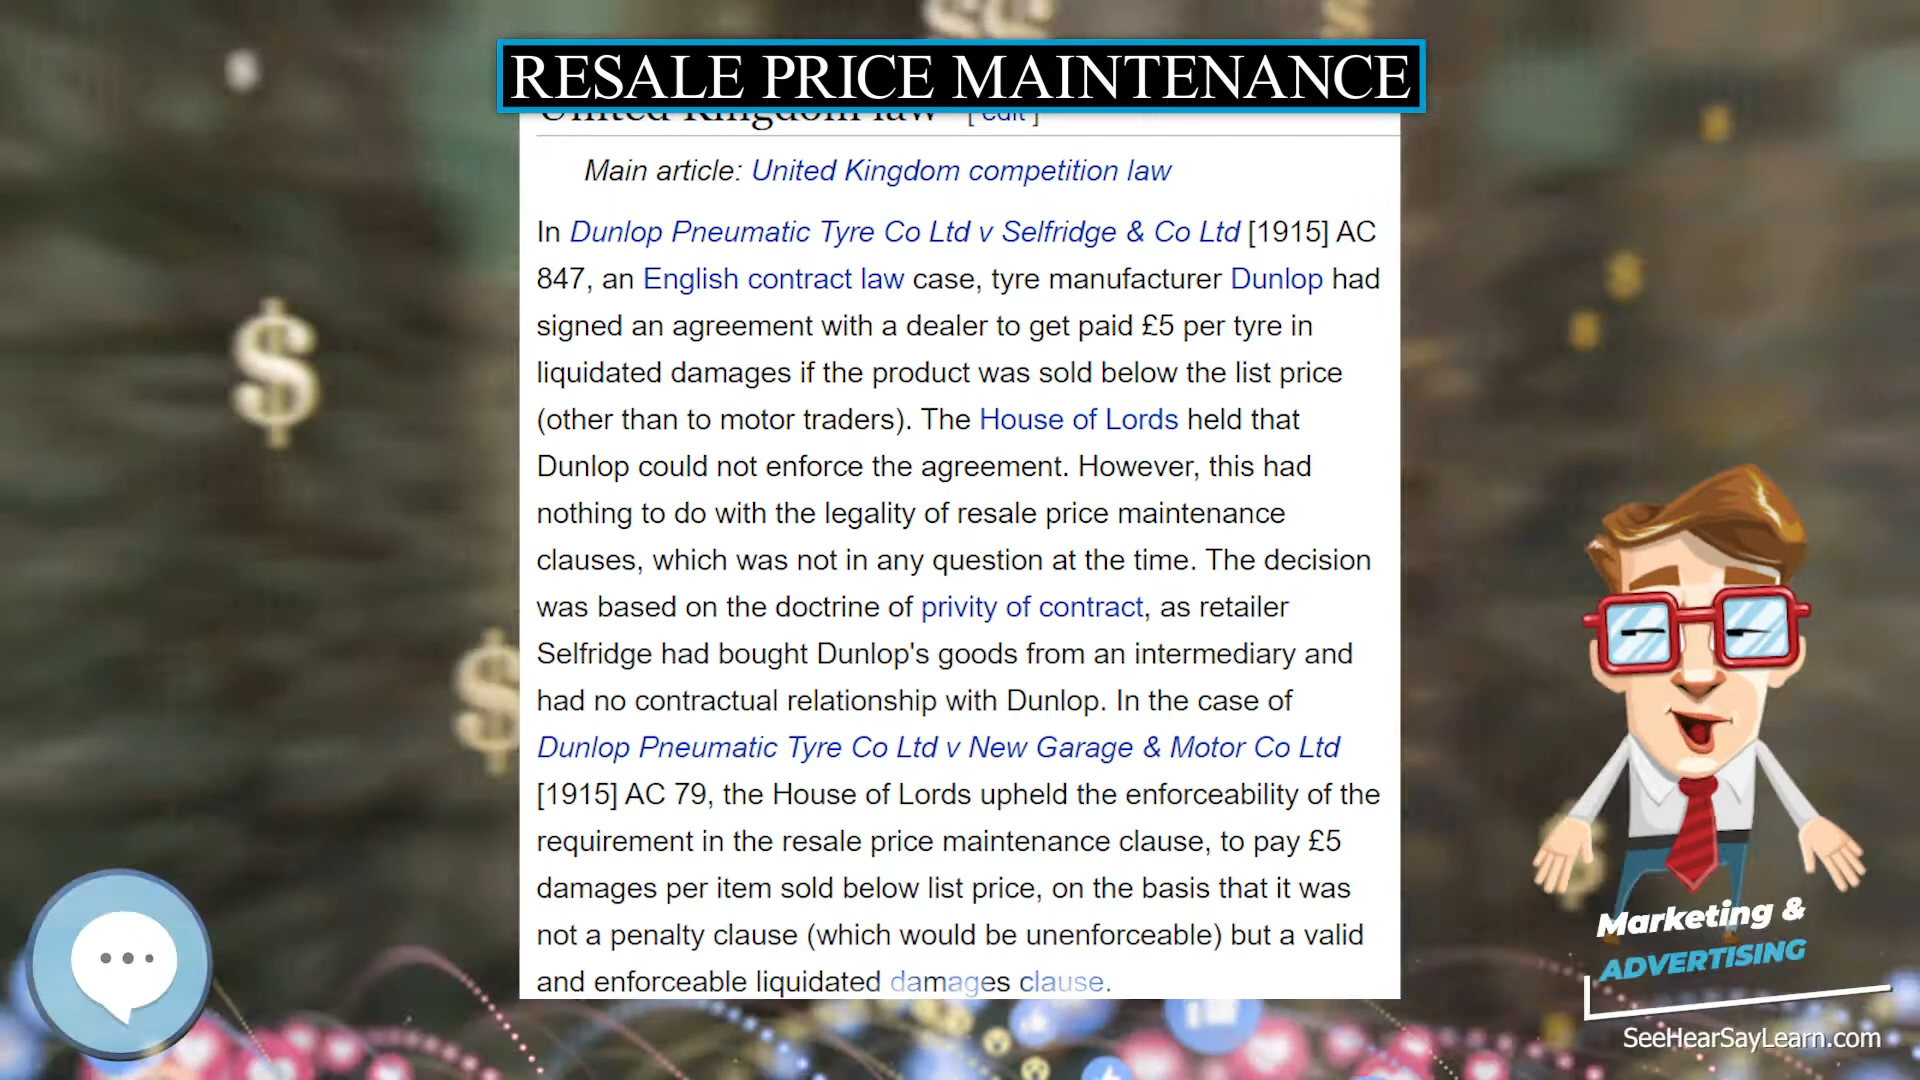 RESALE PRICE MAINTENANCE
United Kingdom law [ edit ]
Main article: United Kingdom competition law
In Dunlop Pneumatic Tyre Co Ltd v Selfridge & Co Ltd [1915] AC
847, an English contract law case, tyre manufacturer Dunlop had
signed an agreement with a dealer to get paid £5 per tyre in
liquidated damages if the product was sold below the list price
(other than to motor traders). The House of Lords held that
Dunlop could not enforce the agreement. However, this had
nothing to do with the legality of resale price maintenance
clauses, which was not in any question at the time. The decision
was based on the doctrine of privity of contract, as retailer
Selfridge had bought Dunlop's goods from an intermediary and
had no contractual relationship with Dunlop. In the case of
Dunlop Pneumatic Tyre Co Ltd v New Garage & Motor Co Ltd
[1915] AC 79, the House of Lords upheld the enforceability of the
requirement in the resale price maintenance clause, to pay £5
damages per item sold below list price, on the basis that it was
not a penalty clause (which would be unenforceable) but a valid
and enforceable liquidated damages clause.
Marketing &
ADVERTISING
SeeHearSayLearn.com